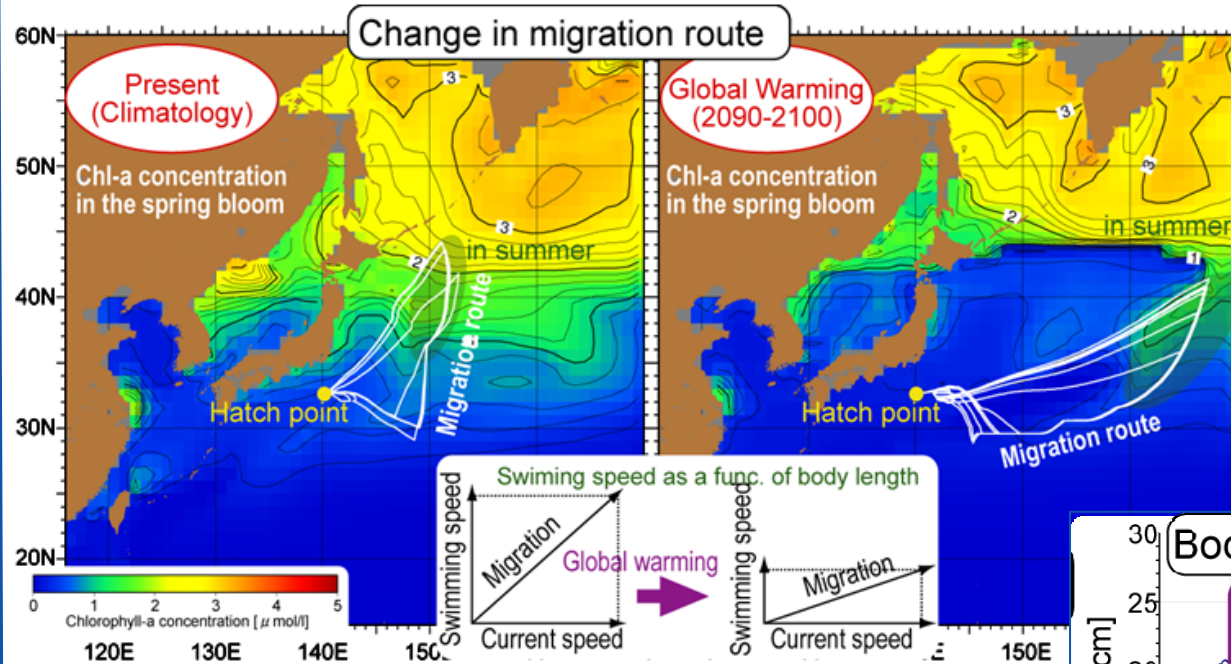 Change in migration route
60N
50N
40N
30N
20N
Present
(Climatology)
Chl-a concentration
in the spring bloom
3
3
2
in summer
Migration route
Hatch point
Global Warming
(2090-2100)
Chl-a concentration
in the spring bloom
3
3
2
in summer
1
Hatch point
Migration route
Swiming speed as a func. of body length
Swimming speed
Migration
Current speed
Global warming
Swimming speed
Migration
Current speed
0 1 2 3 4 5
Chlorophyll-a concentration [ μ mol/l]
120E 130E 140E 150 E 150E
30
25
cm]